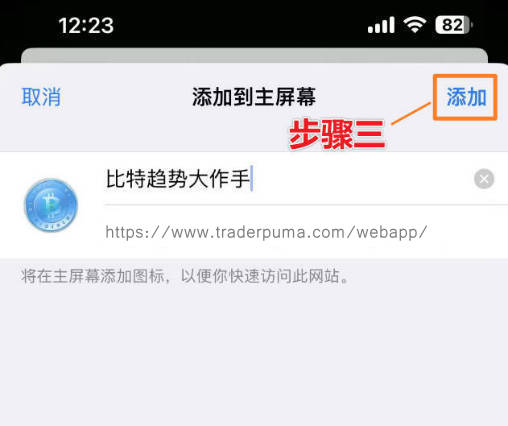 12:23
82
取消
添加到主屏幕
添加
步骤三
比特趋势大作手
https://www.traderpuma.com/webapp/
将在主屏幕添加图标，以便你快速访问此网站。